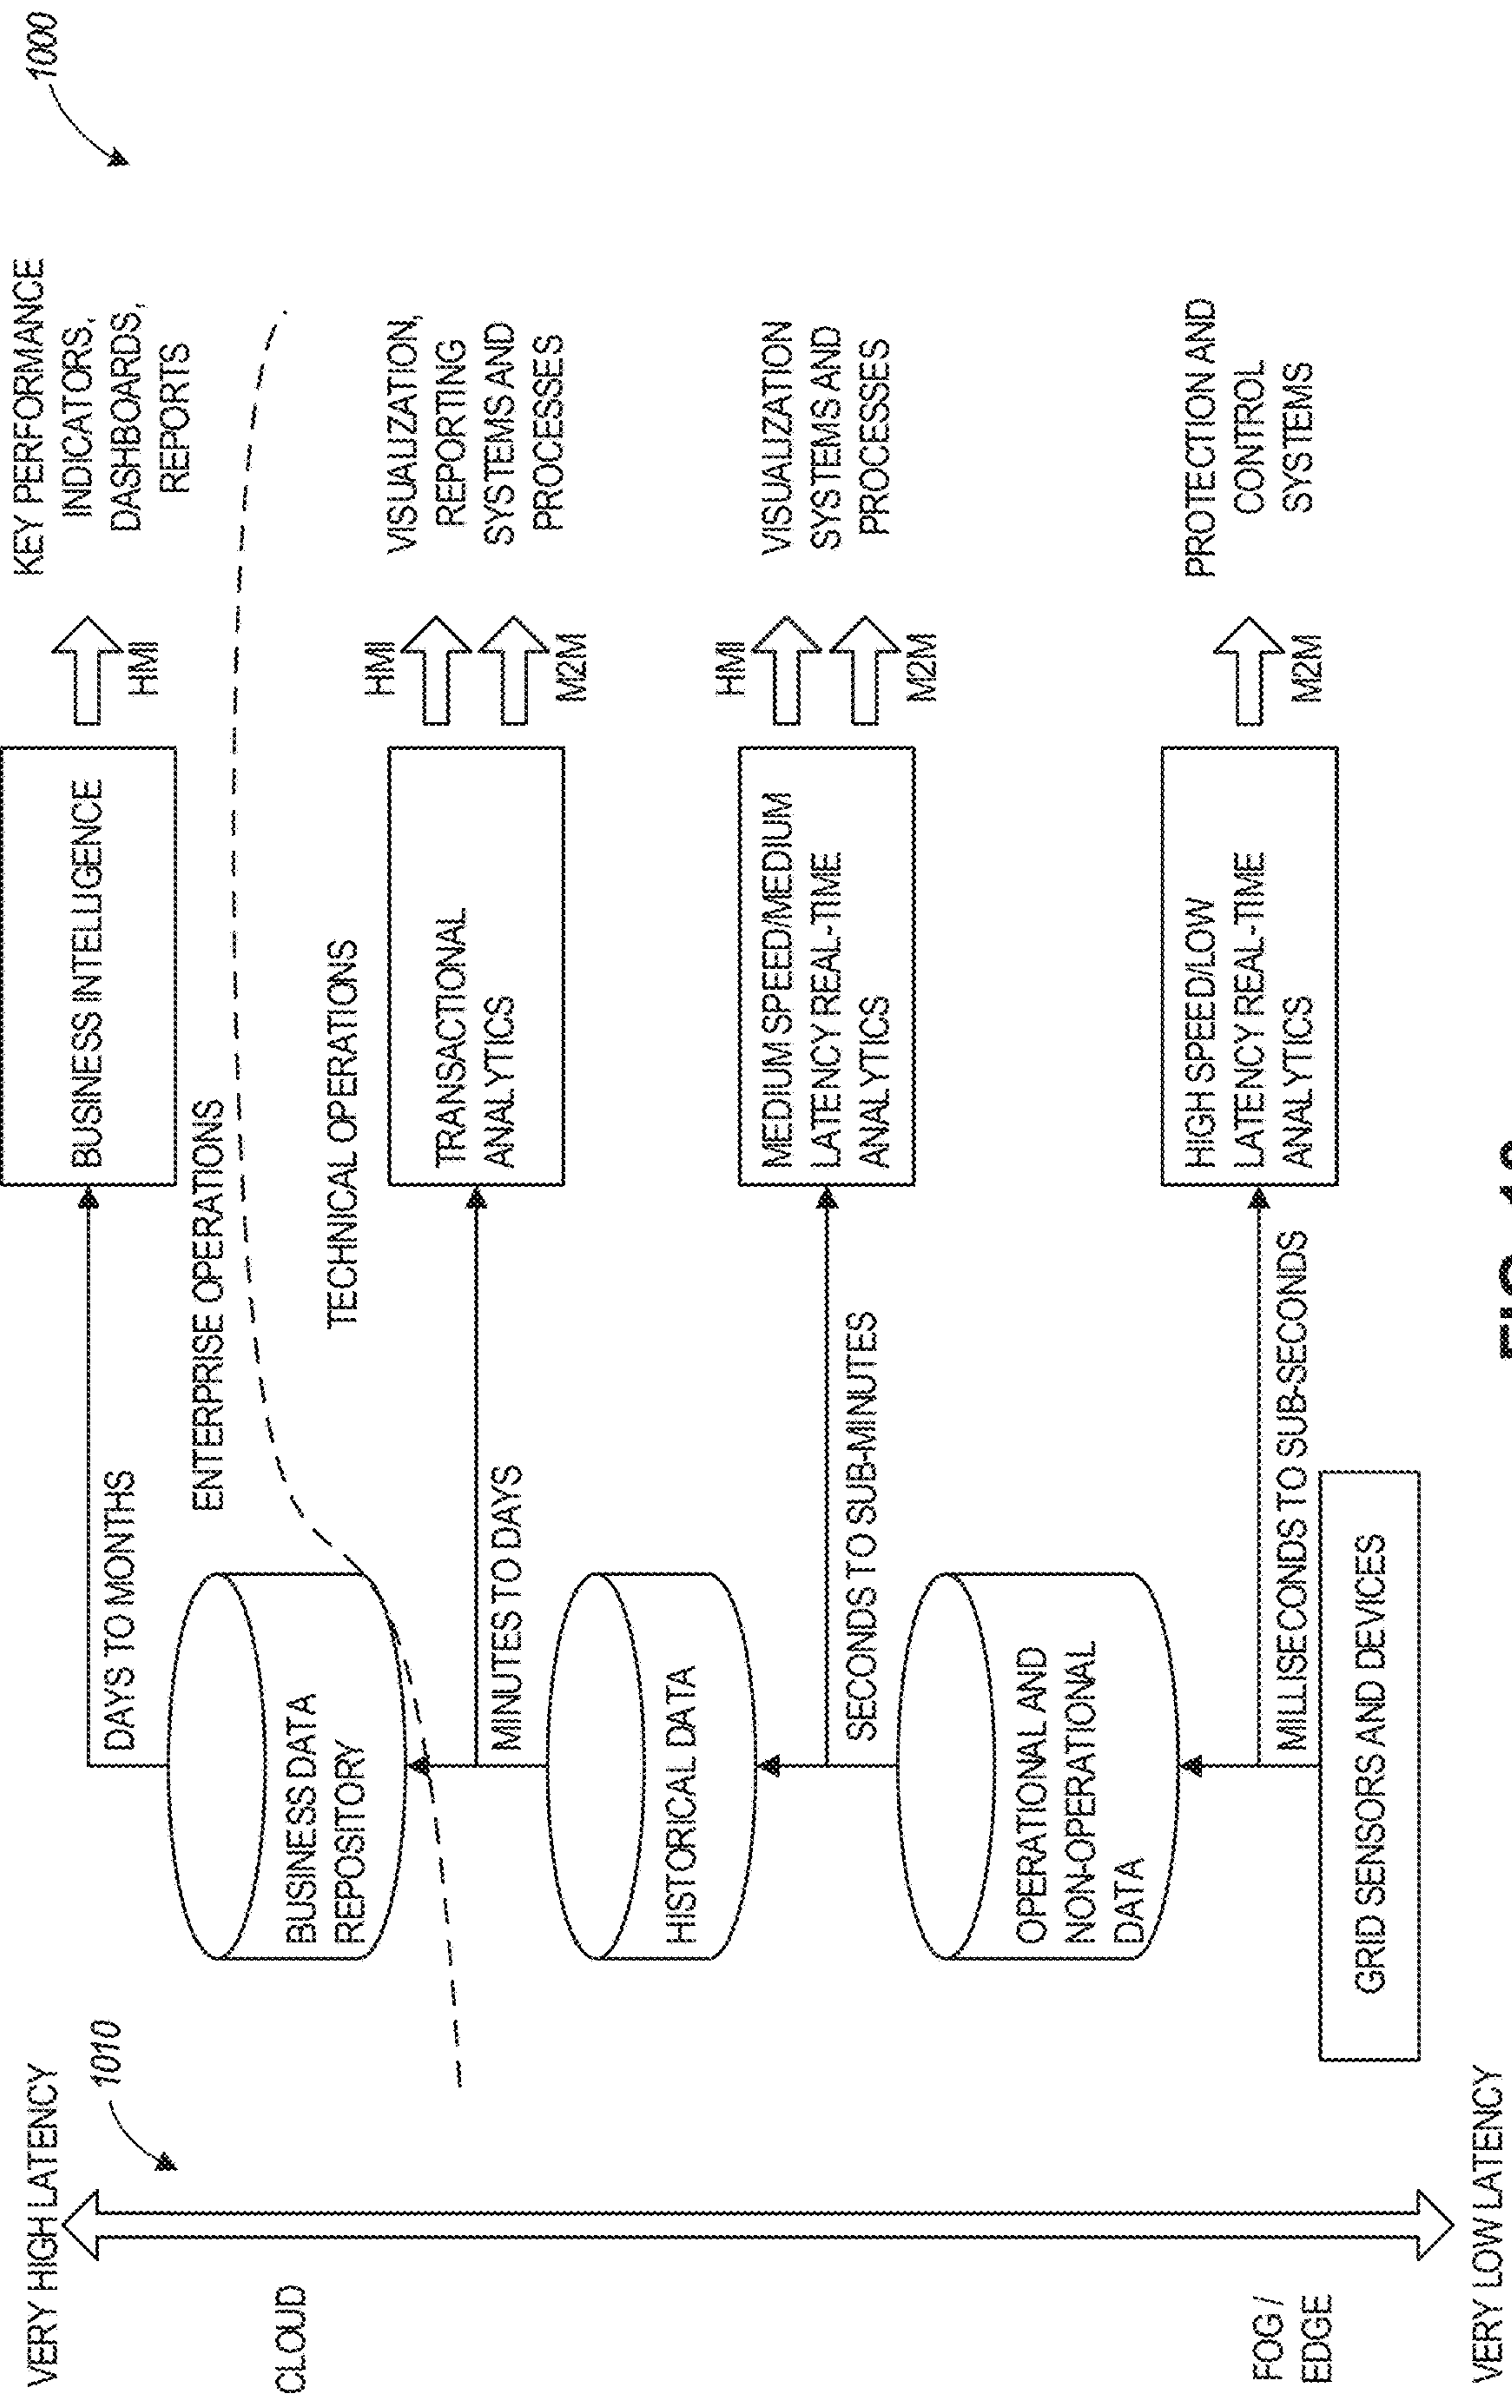 1000
VERY HIGH LATENCY
1010
CLOUD
FOG /
EDGE
VERY LOW LATENCY
DAYS TO MONTHS
BUSINESS INTELLIGENCE
HMI
KEY PERFORMANCE
INDICATORS,
DASHBOARDS,
REPORTS
BUSINESS DATA
REPOSITORY
ENTERPRISE OPERATIONS
TECHNICAL OPERATIONS
MINUTES TO DAYS
TRANSACTIONAL
ANALYTICS
HMI
M2M
VISUALIZATION,
REPORTING
SYSTEMS AND
PROCESSES
HISTORICAL DATA
SECONDS TO SUB-MINUTES
MEDIUM SPEED/MEDIUM
LATENCY REAL-TIME
ANALYTICS
HMI
M2M
VISUALIZATION
SYSTEMS AND
PROCESSES
OPERATIONAL AND
NON-OPERATIONAL
DATA
MILLISECONDS TO SUB-SECONDS
HIGH SPEED/LOW
LATENCY REAL-TIME
ANALYTICS
M2M
PROTECTION AND
CONTROL
SYSTEMS
GRID SENSORS AND DEVICES